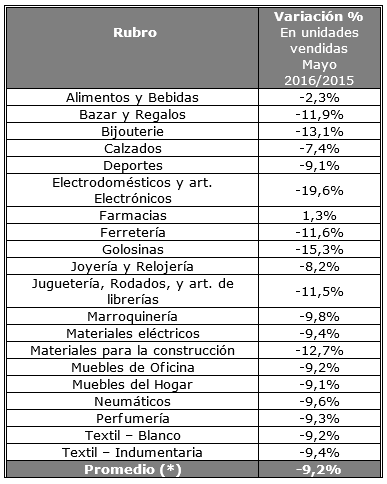 Rubro
Variación %
En unidades
vendidas
Mayo
2016/2015
Alimentos y Bebidas -2,3%
Bazar y Regalos -11,9%
Bijouterie -13,1%
Calzados -7,4%
Deportes -9,1%
Electrodomésticos y art.
Electrónicos -19,6%
Farmacias 1,3%
Ferretería -11,6%
Golosinas -15,3%
Joyería y Relojería -8,2%
Juguetería, Rodados, y art. de
librerías -11,5%
Marroquinería -9,8%
Materiales eléctricos -9,4%
Materiales para la construcción -12,7%
Muebles de Oficina -9,2%
Muebles del Hogar -9,1%
Neumáticos -9,6%
Perfumería -9,3%
Textil – Blanco -9,2%
Textil – Indumentaria -9,4%
Promedio (*) -9,2%